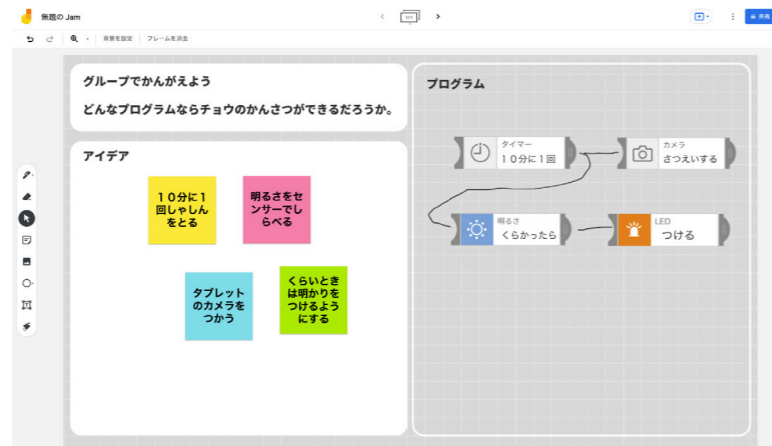 無題の Jam
1/1
共有
背景を設定 フレームを消去
グループでかんがえよう
どんなプログラムならチョウのかんさつができるだろうか。
アイデア
10分に1
回しゃしん
をとる
明るさをセ
ンサーでし
らべる
タブレット
のカメラを
つかう
くらいとき
は明かりを
つけるよう
にする
プログラム
タイマー
10分に1回
カメラ
さつえいする
明るさ
くらかったら
LED
つける